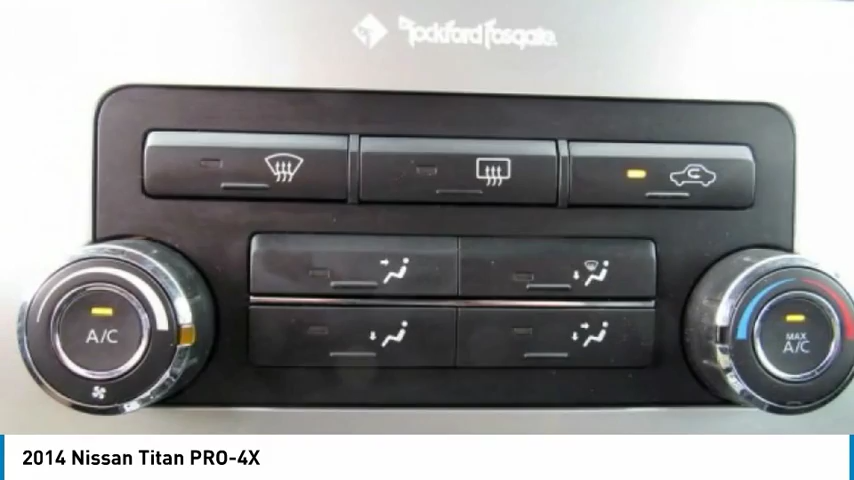 Rockford Fosgate
A/C
MAX
A/C
2014 Nissan Titan PRO-4X